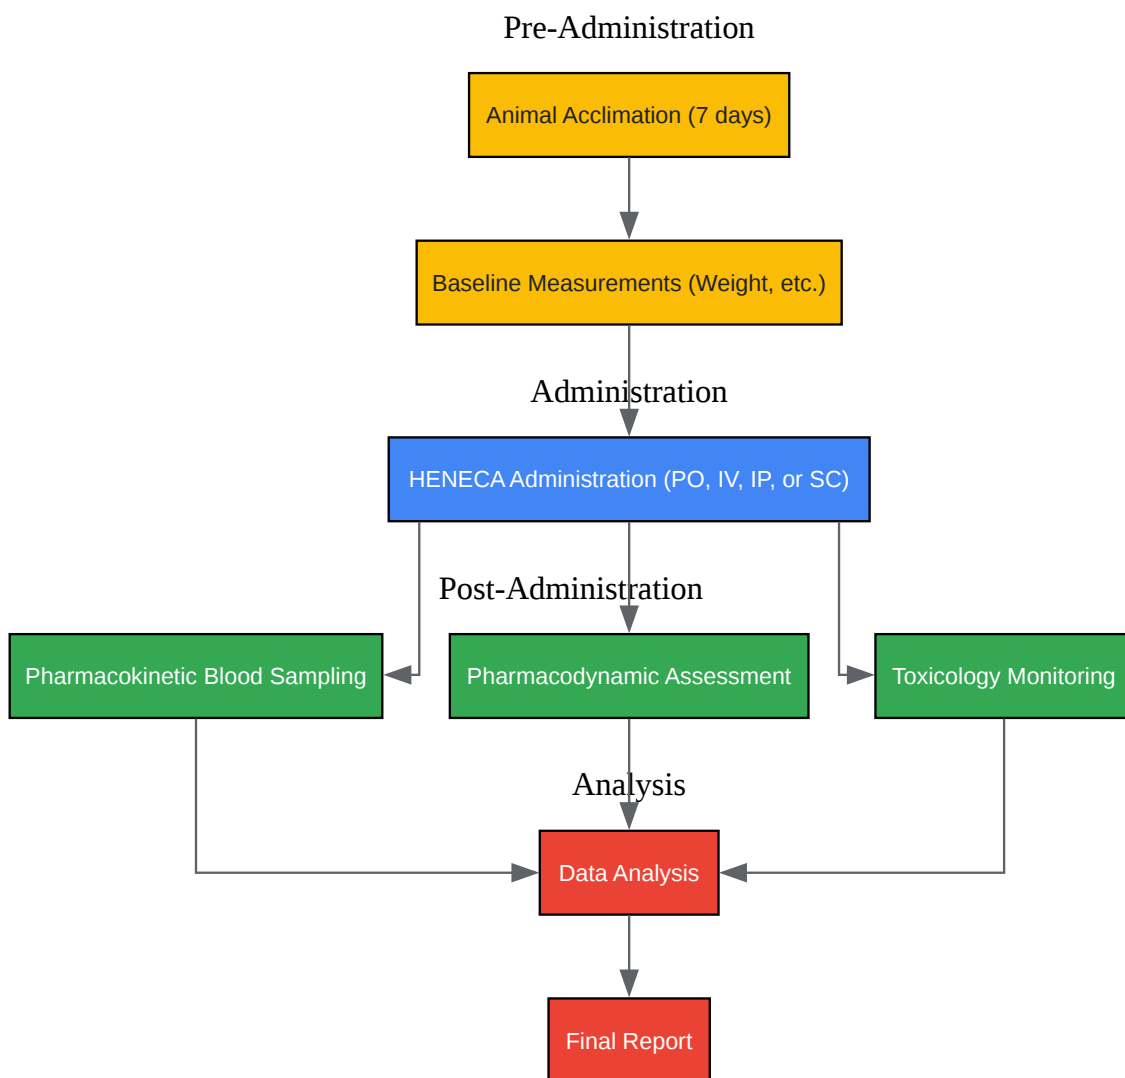 Pre-Administration
Animal Acclimation (7 days)
Baseline Measurements (Weight, etc.)
Administration
HENECA Administration (PO, IV, IP, or SC)
Post-Administration
Pharmacokinetic Blood Sampling
Pharmacodynamic Assessment
Toxicology Monitoring
Analysis
Data Analysis
Final Report